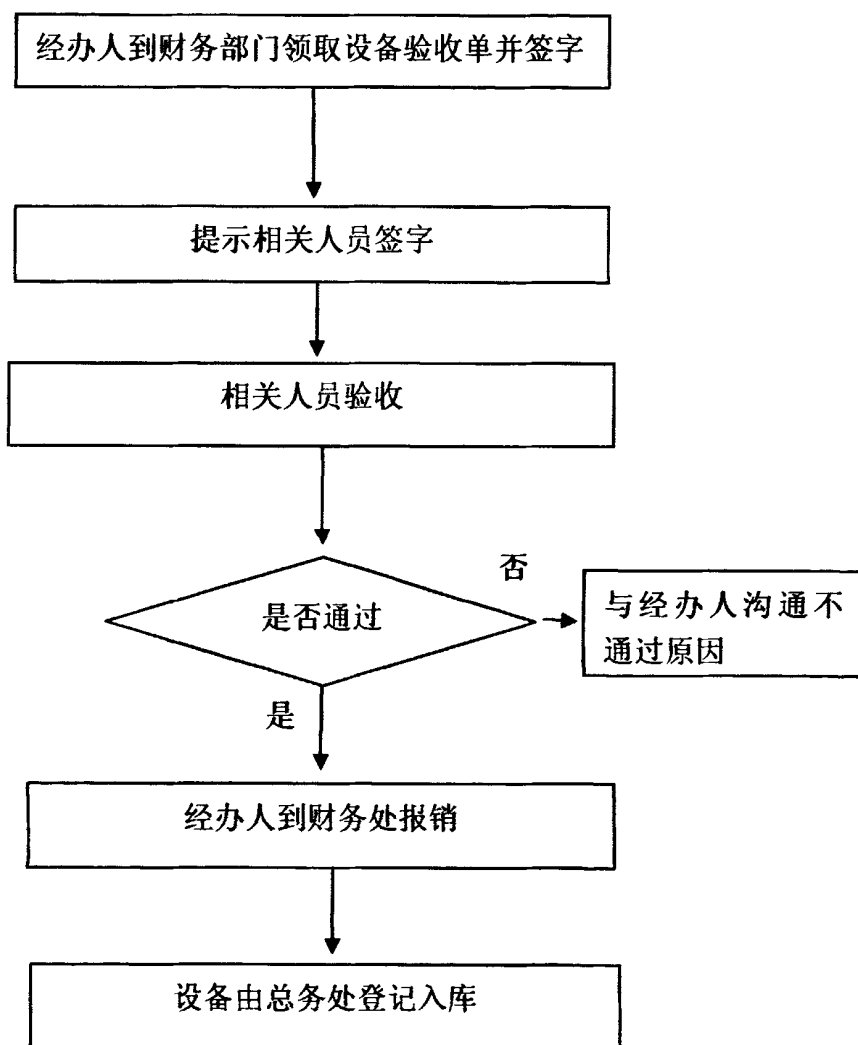 经办人到财务部门领取设备验收单并签字
提示相关人员签字
相关人员验收
是否通过
否
与经办人沟通不
通过原因
是
经办人到财务处报销
设备由总务处登记入库